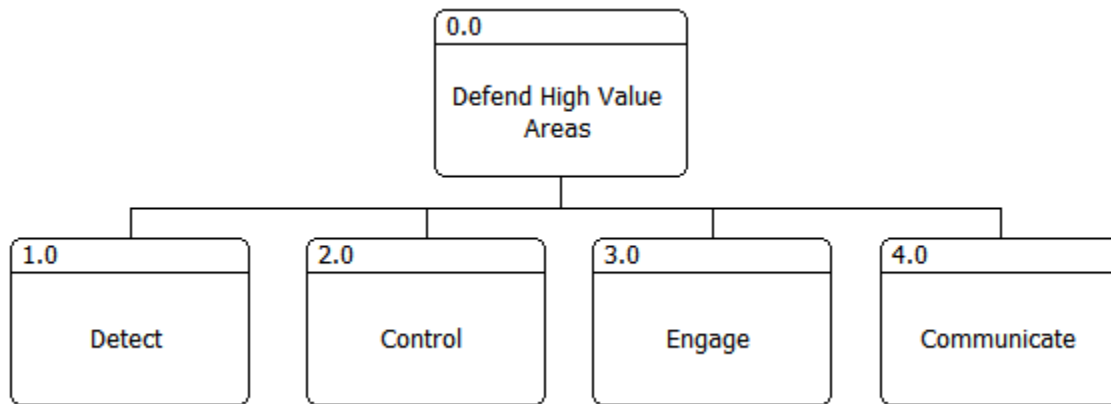 0.0
Defend High Value
Areas
1.0
Detect
2.0
Control
3.0
Engage
4.0
Communicate